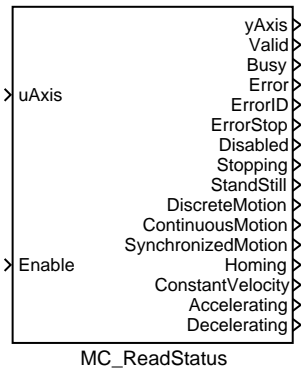 yAxis
Valid
Busy
Error
uAxis
ErrorID
ErrorStop
Disabled
Stopping
StandStill
DiscreteMotion
ContinuousMotion
SynchronizedMotion
Enable
Homing
ConstantVelocity
Accelerating
Decelerating
MC_ReadStatus